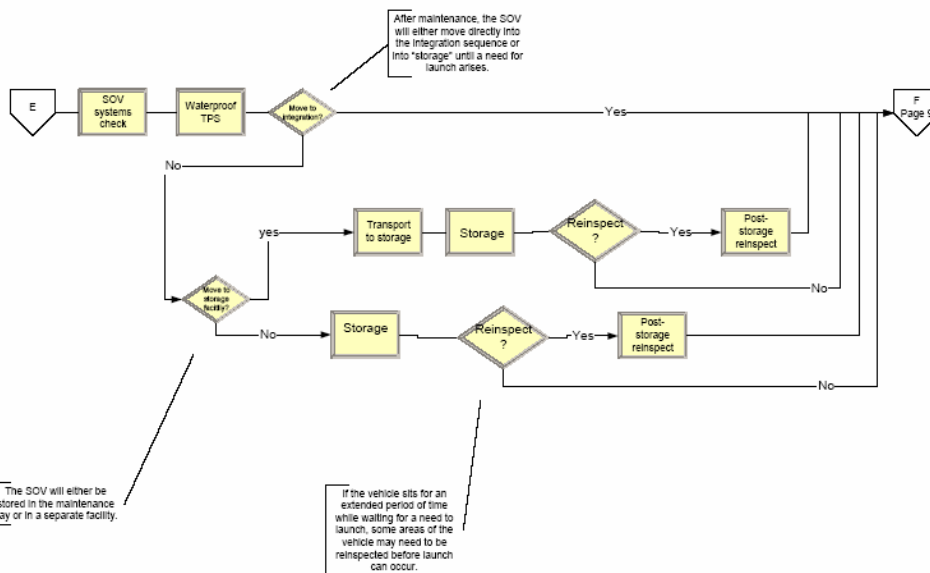 After maintenance, the SOV
will either move directly into
the integration sequence or
into "storage" until a need for
launch arises.
E
SOV
systems
check
Waterproof
TPS
Move to
integration?
Yes
F
Page 9
No
yes
Transport
to storage
Storage
Reinspect
?
Yes
Post-
storage
reinspect
No
Move to
storage
facility?
No
Storage
Reinspect
?
Yes
Post-
storage
reinspect
No
The SOV will either be
stored in the maintenance
ay or in a separate facility.
If the vehicle sits for an
extended period of time
while waiting for a need to
launch, some areas of the
vehicle may need to be
reinspected before launch
can occur.